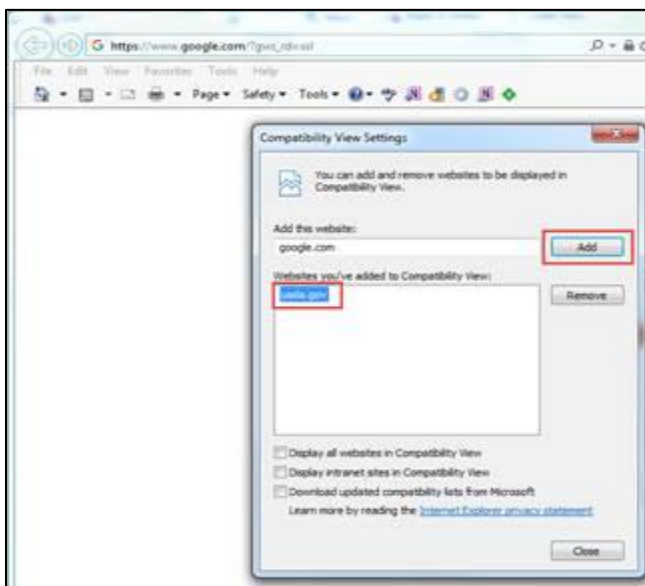 https://www.google.com/?gws_rd=ssl
File Edit View Favorites Tools Help
Page Safety Tools
Compatibility View Settings
You can add and remove websites to be displayed in
Compatibility View.
Add this website:
google.com
Add
Websites you've added to Compatibility View:
usda.gov
Remove
Display all websites in Compatibility View
Display intranet sites in Compatibility View
Download updated compatibility lists from Microsoft
Learn more by reading the Internet Explorer privacy statement
Close